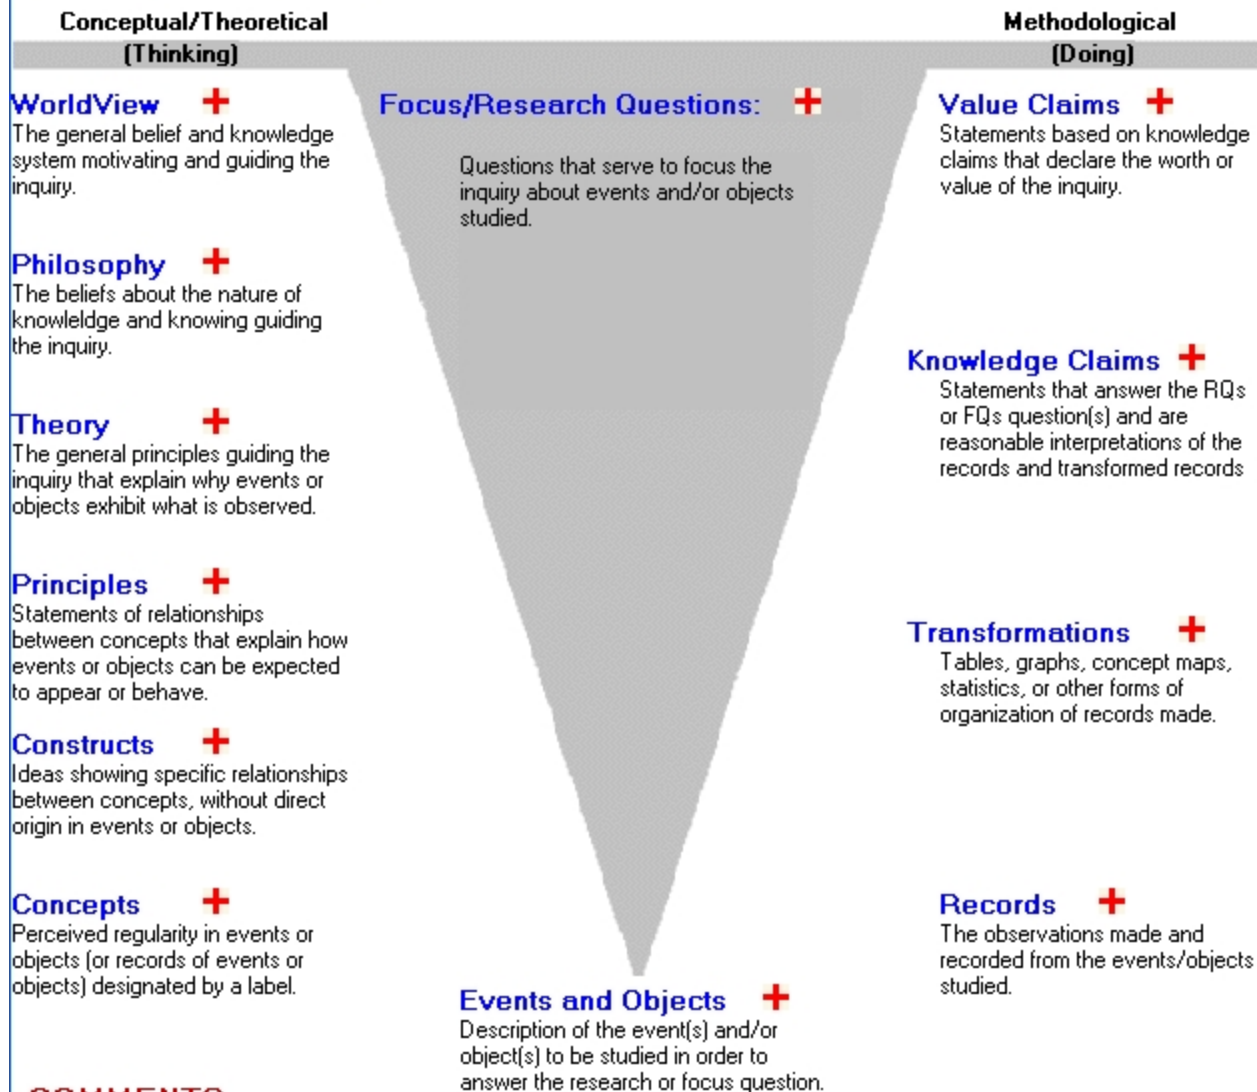 Conceptual/Theoretical
(Thinking)
WorldView
The general belief and knowledge
system motivating and guiding the
inquiry.
Philosophy
The beliefs about the nature of
knowleldge and knowing guiding
the inquiry.
Theory
The general principles guiding the
inquiry that explain why events or
objects exhibit what is observed.
Principles
Statements of relationships
between concepts that explain how
events or objects can be expected
to appear or behave.
Constructs
Ideas showing specific relationships
between concepts, without direct
origin in events or objects.
Concepts
Perceived regularity in events or
objects (or records of events or
objects) designated by a label.
Focus/Research Questions:
Questions that serve to focus the
inquiry about events and/or objects
studied.
Events and Objects
Description of the event(s) and/or
object(s) to be studied in order to
answer the research or focus question.
Methodological
(Doing)
Value Claims
Statements based on knowledge
claims that declare the worth or
value of the inquiry.
Knowledge Claims
Statements that answer the RQs
or FQs question(s) and are
reasonable interpretations of the
records and transformed records
Transformations
Tables, graphs, concept maps,
statistics, or other forms of
organization of records made.
Records
The observations made and
recorded from the events/objects
studied.
COMMENTS